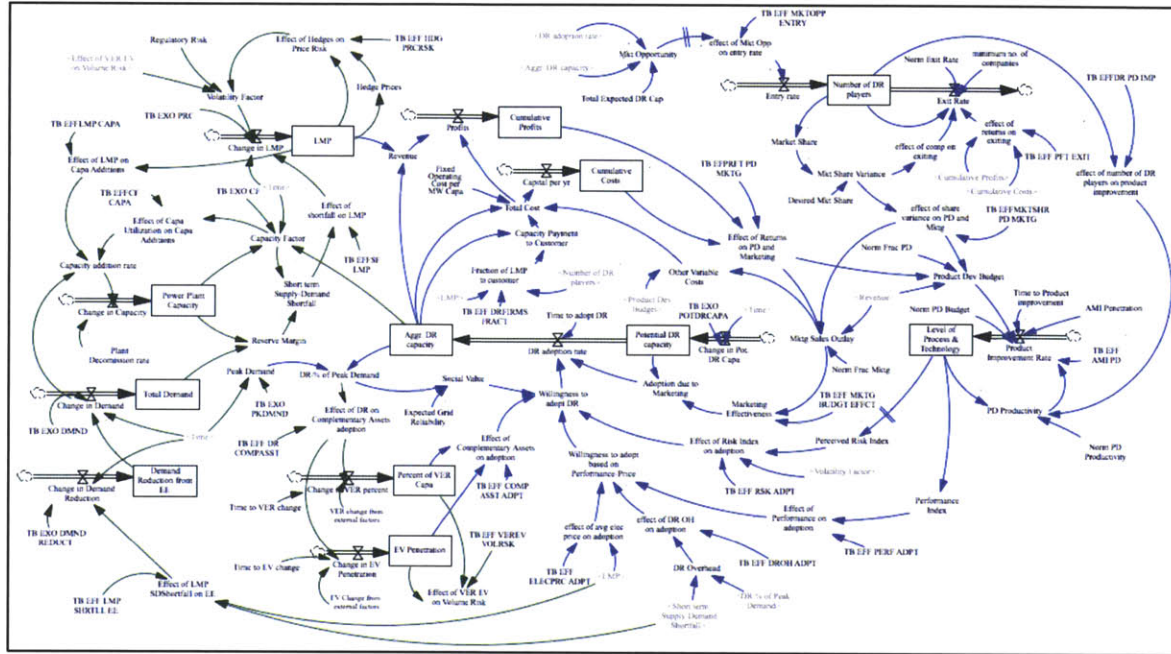 Regulatory Risk
Effect of Hedges on
Price Risk
TB EFF HDG
PRCRSK
<Effect of VER EV
on Volume Risk>
Volatility Factor
Hedge Prices
TB EXO PRC
Change in LMP
LMP
TB EFF LMP CAPA
Effect of LMP on
Capa Additions
TB EXO CF
<Time>
TB EFFCF
CAPA
Effect of Capa
Utilization on Capa
Additions
Effect of
shortfall on LMP
TB EFFSF
LMP
Capacity Factor
Capacity addition rate
Change in Capacity
Power Plant
Capacity
Short term
Supply-Demand
Shortfall
Plant
Decomission rate
Reserve Margin
Peak Demand
Change in Demand
Total Demand
TB EXO DMND
TB EXO
PKDMND
<Time>
Change in Demand
Reduction
Demand
Reduction from
EE
TB EXO DMND
REDUCT
TB EFF LMP
SHRTLL EE
Effect of LMP
SDShortfall on EE
<DR adoption rate>
Mkt Opportunity
<Aggr. DR capacity>
Total Expected DR Cap
TB EFF MKTOPP
ENTRY
effect of Mkt Opp
on entry rate
Entry rate
Number of DR
players
Norm Exit Rate
minimum no. of
companies
Exit Rate
TB EFFDR PD IMP
Profits
Cumulative
Profits
Revenue
Fixed
Operating
Cost per
MW Capa
Capital per yr
Cumulative
Costs
Total Cost
Capacity Payment
to Customer
Fraction of LMP
to customer
<LMP>
TB EFF DRFIRMS
FRACT
<Number of DR
players>
Market Share
effect of comp on
exiting
effect of
returns on
exiting
TB EFF PFT EXIT
<Cumulative Profits>
<Cumulative Costs>
effect of number of DR
players on product
improvement
Mkt Share Variance
Desired Mkt Share
TB EFPRFT PD
MKTG
Effect of Returns
on PD and
Marketing
effect of share
variance on PD and
Mktg
TB EFFMKTSHR
PD MKTG
Norm Frac PD
Product Dev Budget
Other Variable
Costs
<Product Dev
budget>
<Revenue>
Norm PD Budget
Time to Product
improvement
AMI Penetration
Aggr. DR
capacity
Time to adopt DR
DR adoption rate
Potential DR
capacity
TB EXO
POTDRCAPA
<Time>
Change in Pot.
DR Capa
Mktg Sales Outlay
Level of
Process &
Technology
Product
Improvement Rate
TB EFF
AMI PD
DR % of Peak Demand
Social Value
Expected Grid
Reliability
Willingness to
adopt DR
Adoption due to
Marketing
Marketing
Effectiveness
Norm Frac Mktg
TB EFF MKTG
BUDGT EFFCT
PD Productivity
Norm PD
Productivity
Effect of DR on
Complementary Assets
adoption
TB EFF DR
COMPASST
Effect of
Complementary Assets
on adoption
TB EFF COMP
ASST ADPT
Willingness to adopt
based on
Performance Price
Effect of Risk Index
on adoption
Perceived Risk Index
<Volatility Factor>
TB EFF RSK ADPT
Change in VER percent
Percent of VER
Capa
Time to VER change
VER change from
external factors
TB EFF VEREV
VOLRSK
Effect of
Performance on
adoption
Performance
Index
TB EFF PERF ADPT
Change in EV
Penetration
EV Penetration
Time to EV change
EV Change from
external factors
Effect of VER EV
on Volume Risk
effect of avg elec
price on adoption
TB EFF
ELECPRC ADPT
<LMP>
effect of DR OH
on adoption
TB EFF DROH ADPT
DR Overhead
<Short term
Supply-Demand
Shortfall>
<DR % of Peak
Demand>